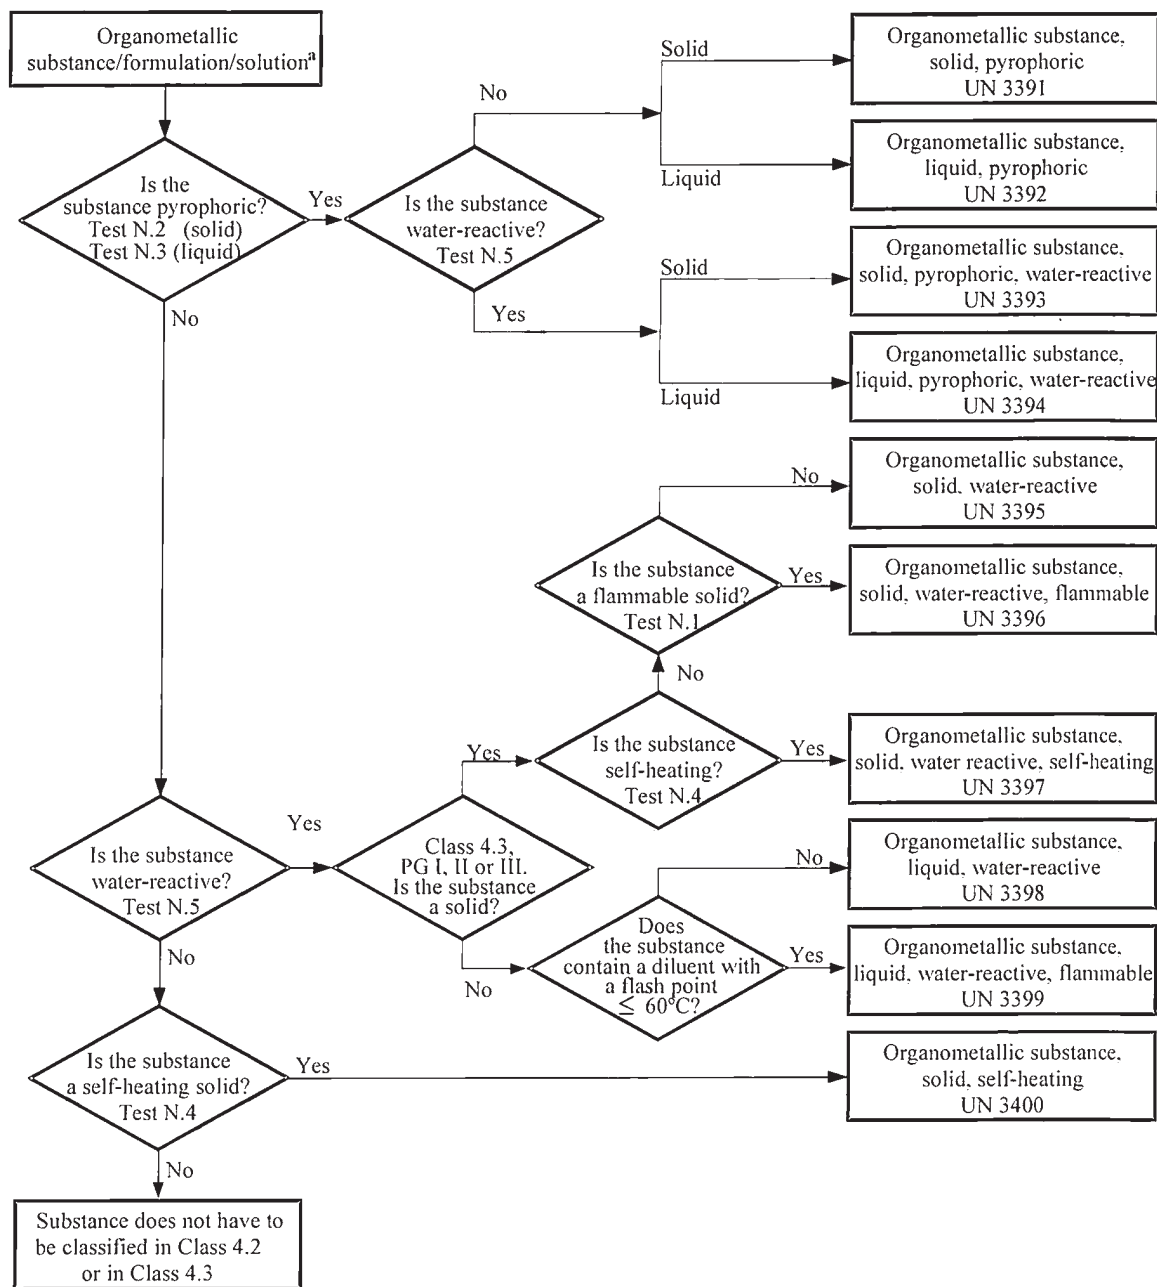 Organometallic
substance/formulation/solutionª
Is the
substance pyrophoric?
Test N.2 (solid)
Test N.3 (liquid)
Yes
No
Is the substance
water-reactive?
Test N.5
No
Yes
Solid
Organometallic substance,
solid, pyrophoric
UN 3391
Liquid
Organometallic substance,
liquid, pyrophoric
UN 3392
Solid
Organometallic substance,
solid, pyrophoric, water-reactive
UN 3393
Liquid
Organometallic substance,
liquid, pyrophoric, water-reactive
UN 3394
No
Organometallic substance,
solid, water-reactive
UN 3395
Is the substance
a flammable solid?
Test N.1
Yes
Organometallic substance,
solid, water-reactive, flammable
UN 3396
No
Is the substance
self-heating?
Test N.4
Yes
Organometallic substance,
solid, water reactive, self-heating
UN 3397
Is the substance
water-reactive?
Test N.5
Yes
No
Class 4.3,
PG I, II or III.
Is the substance
a solid?
Yes
No
Does
the substance
contain a diluent with
a flash point
≤ 60°C?
No
Organometallic substance,
liquid, water-reactive
UN 3398
Yes
Organometallic substance,
liquid, water-reactive, flammable
UN 3399
Is the substance
a self-heating solid?
Test N.4
Yes
Organometallic substance,
solid, self-heating
UN 3400
No
Substance does not have to
be classified in Class 4.2
or in Class 4.3